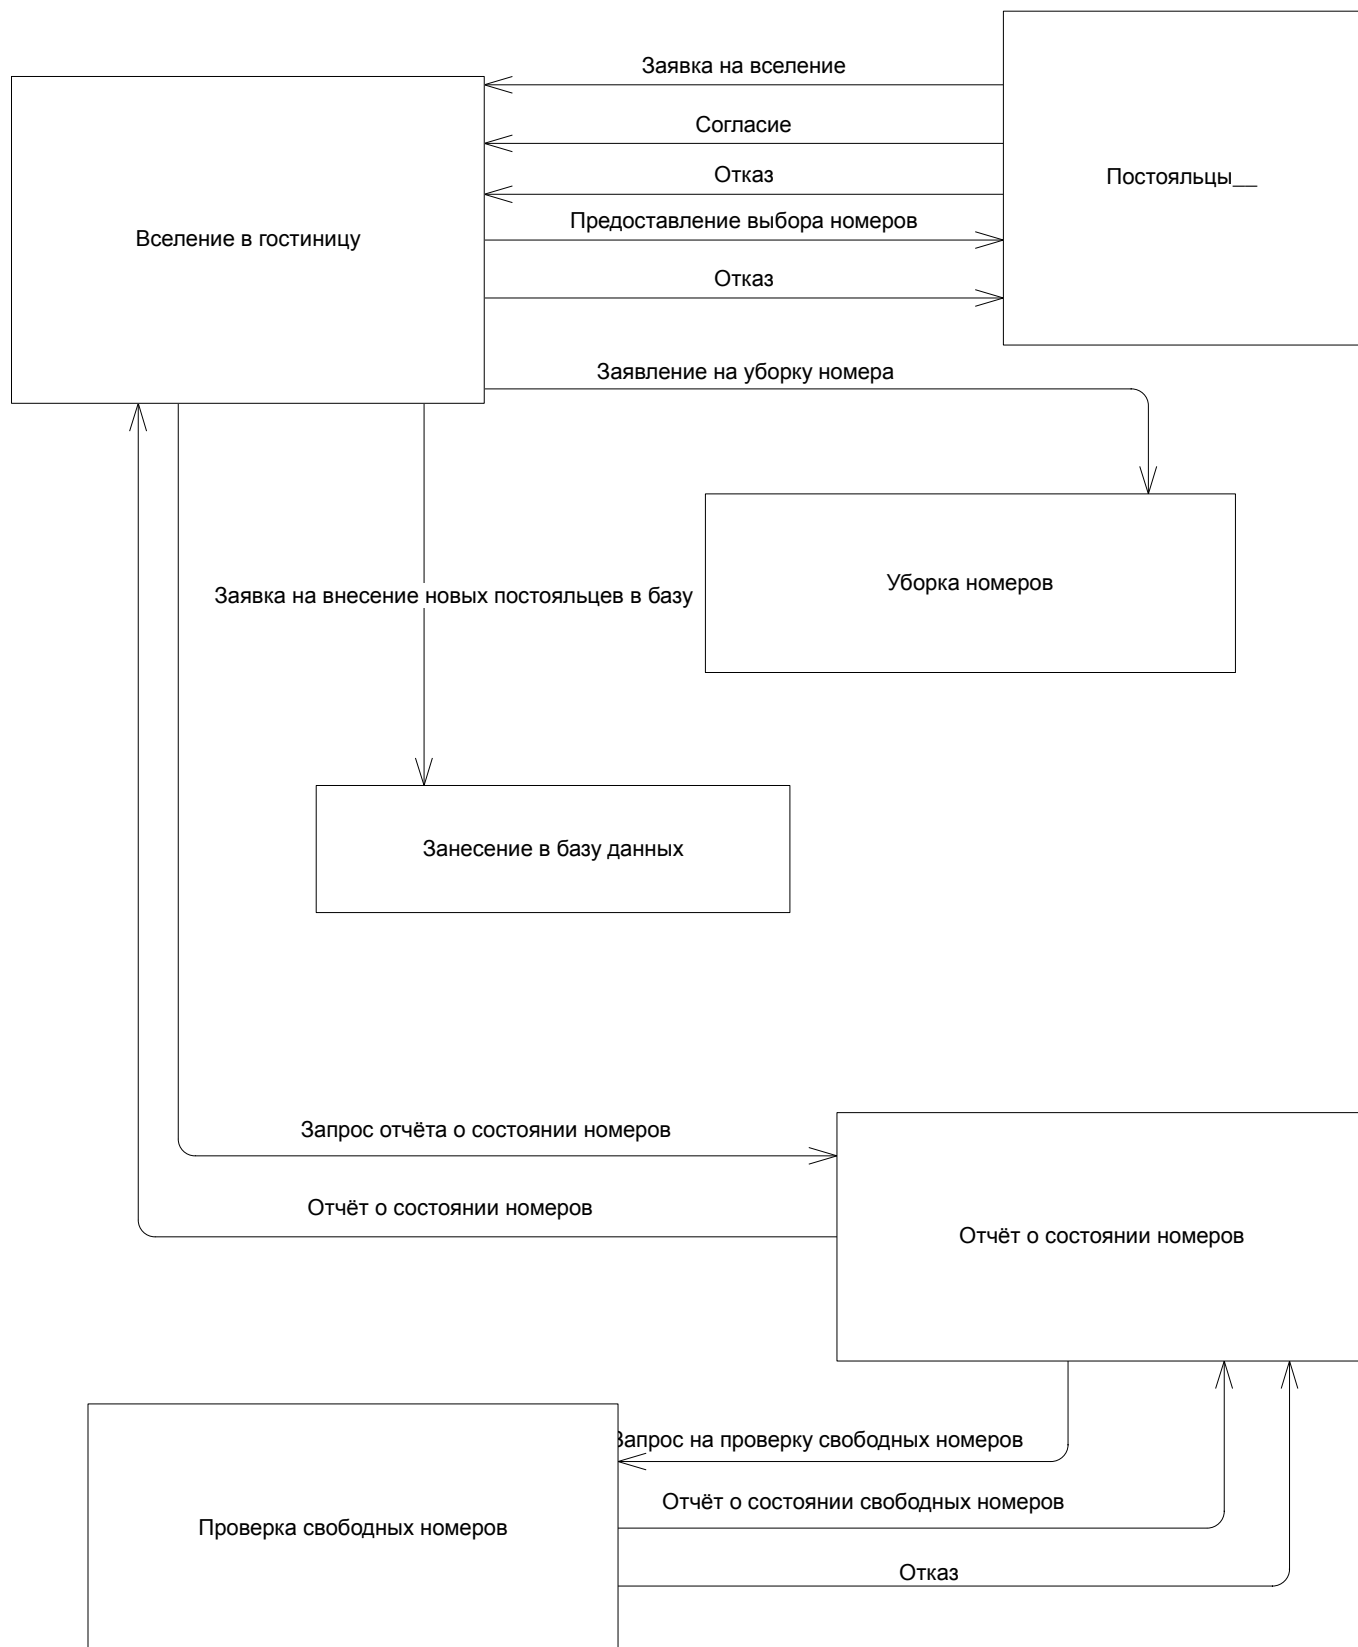 Заявка на вселение
Согласие
Отказ
Постояльцы__
Предоставление выбора номеров
Вселение в гостиницу
Отказ
Заявление на уборку номера
Уборка номеров
Заявка на внесение новых постояльцев в базу
Занесение в базу данных
Запрос отчёта о состоянии номеров
Отчёт о состоянии номеров
Отчёт о состоянии номеров
Запрос на проверку свободных номеров
Отчёт о состоянии свободных номеров
Проверка свободных номеров
Отказ